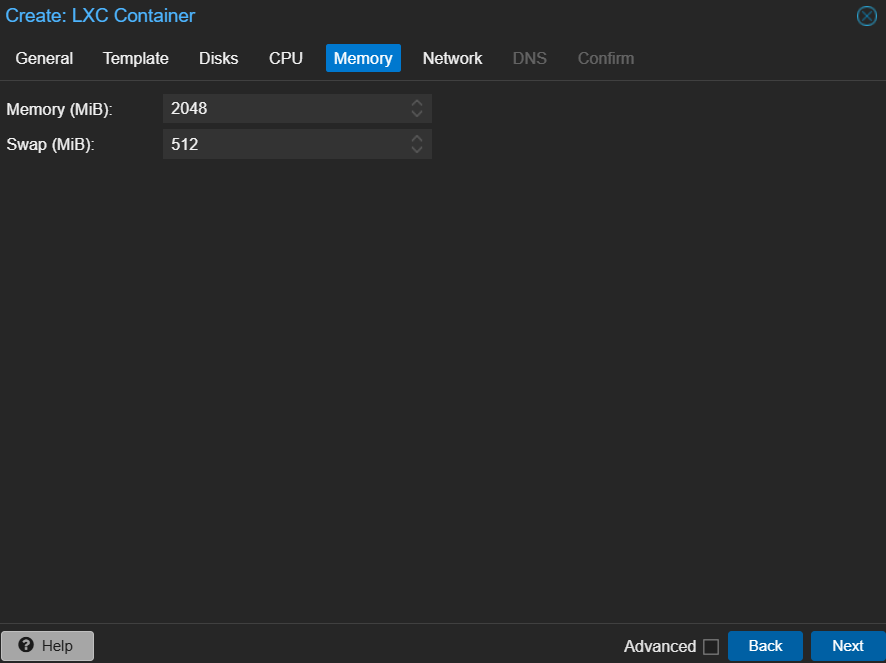 Create: LXC Container
General Template Disks CPU Memory Network DNS Confirm
Memory (MiB): 2048
Swap (MiB): 512
Help Advanced Back Next